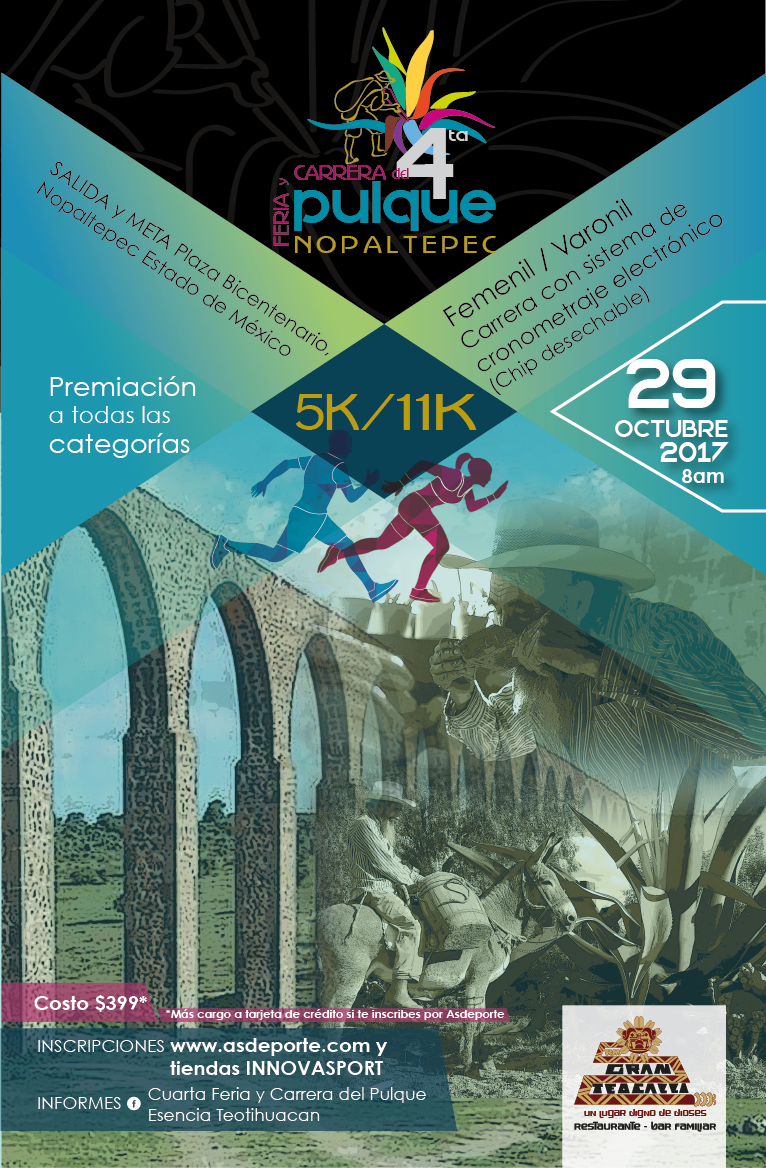 4ta
CARRERA del
FERIA y
pulque
NOPALTEPEC
SALIDA y META Plaza Bicentenario,
Nopaltepec Estado de México
Femenil / Varonil
Carrera con sistema de
cronometraje electrónico
(Chip desechable)
Premiación
a todas las
categorías
5K/11K
29
OCTUBRE
2017
8am
Costo $399*
*Más cargo a tarjeta de crédito si te inscribes por Asdeporte
INSCRIPCIONES www.asdeporte.com y
tiendas INNOVASPORT
INFORMES f Cuarta Feria y Carrera del Pulque
Esencia Teotihuacan
GRAN
TEOCALLI
UN LUGAR DIGNO DE DIOSES
RESTAURANTE - BAR FAMILIAR